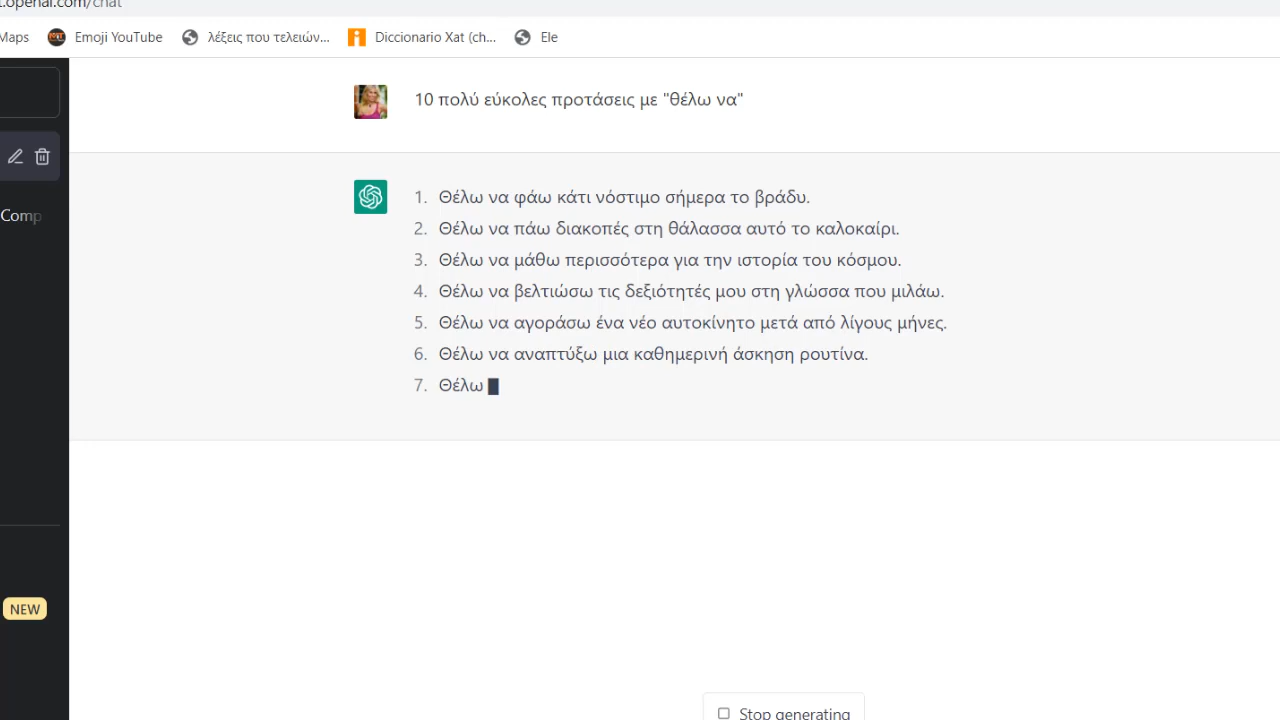 t.openai.com/chat
Maps Emoji YouTube λέξεις που τελειών... Diccionario Xat (ch... Ele
10 πολύ εύκολες προτάσεις με "θέλω να"
1. Θέλω να φάω κάτι νόστιμο σήμερα το βράδυ.
2. Θέλω να πάω διακοπές στη θάλασσα αυτό το καλοκαίρι.
3. Θέλω να μάθω περισσότερα για την ιστορία του κόσμου.
4. Θέλω να βελτιώσω τις δεξιότητές μου στη γλώσσα που μιλάω.
5. Θέλω να αγοράσω ένα νέο αυτοκίνητο μετά από λίγους μήνες.
6. Θέλω να αναπτύξω μια καθημερινή άσκηση ρουτίνα.
7. Θέλω
Comp
NEW
Stop generating